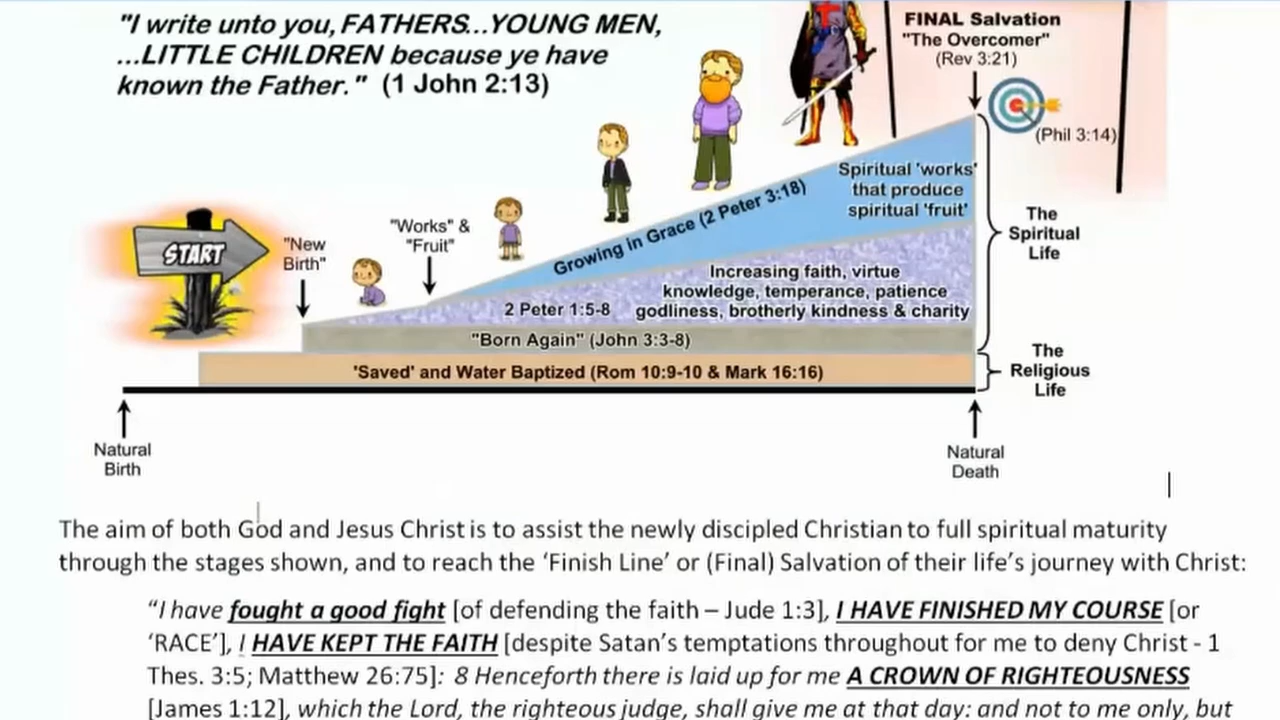 "I write unto you, FATHERS...YOUNG MEN,
...LITTLE CHILDREN because ye have
known the Father." (1 John 2:13)
FINAL Salvation
"The Overcomer"
(Rev 3:21)
(Phil 3:14)
START
"New
Birth"
"Works" &
"Fruit"
Growing in Grace (2 Peter 3:18)
Spiritual 'works'
that produce
spiritual 'fruit'
The
Spiritual
Life
2 Peter 1:5-8
Increasing faith, virtue
knowledge, temperance, patience
godliness, brotherly kindness & charity
"Born Again" (John 3:3-8)
'Saved' and Water Baptized (Rom 10:9-10 & Mark 16:16)
The
Religious
Life
Natural
Birth
Natural
Death
The aim of both God and Jesus Christ is to assist the newly discipled Christian to full spiritual maturity
through the stages shown, and to reach the ‘Finish Line’ or (Final) Salvation of their life’s journey with Christ:
“I have fought a good fight [of defending the faith – Jude 1:3], I HAVE FINISHED MY COURSE [or
‘RACE’], I HAVE KEPT THE FAITH [despite Satan’s temptations throughout for me to deny Christ - 1
Thes. 3:5; Matthew 26:75]: 8 Henceforth there is laid up for me A CROWN OF RIGHTEOUSNESS
[James 1:12], which the Lord, the righteous judge, shall give me at that day: and not to me only, but